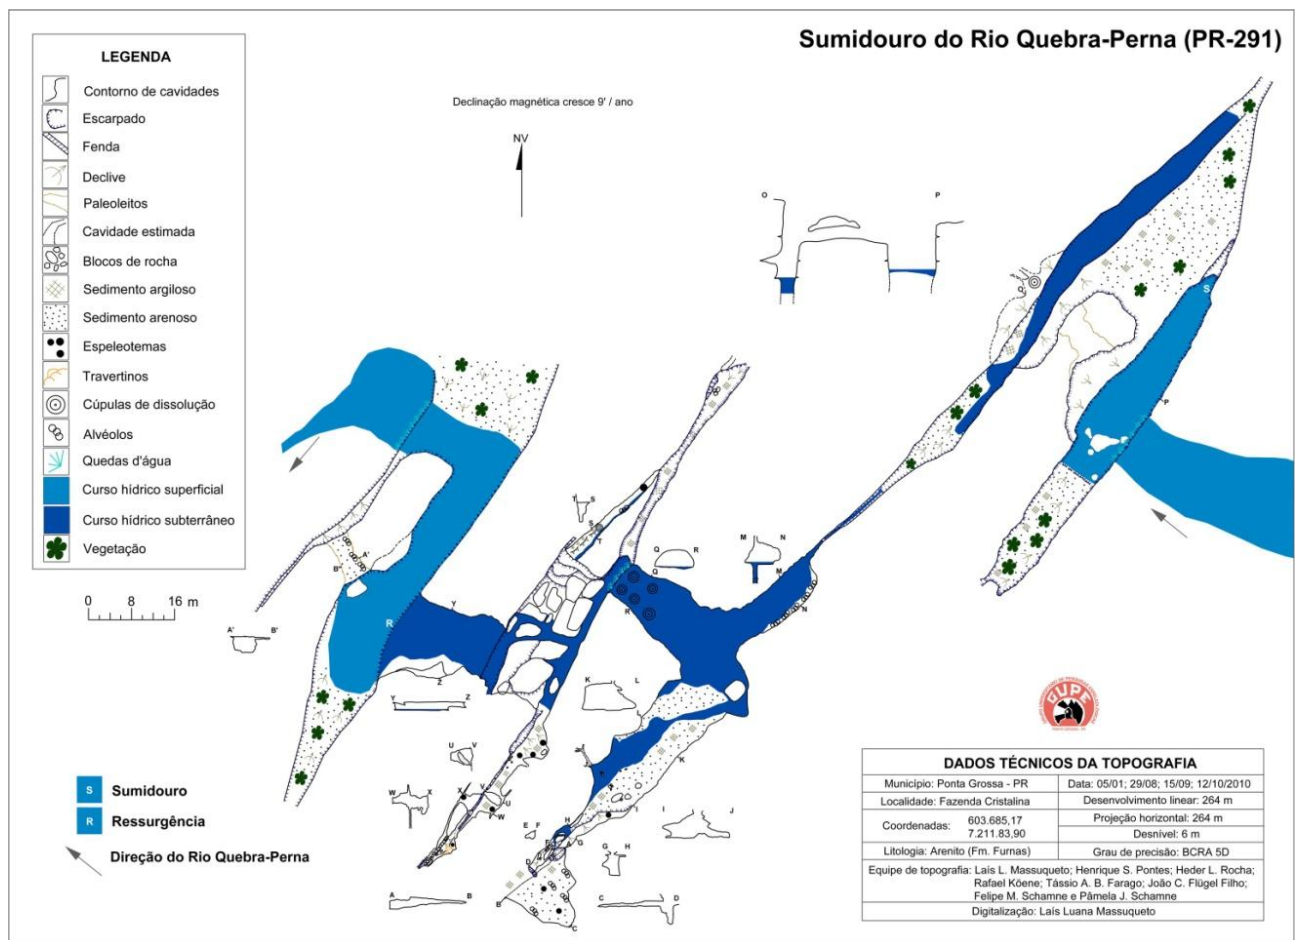 Sumidouro do Rio Quebra-Perna (PR-291)
LEGENDA
Contorno de cavidades
Escarpado
Fenda
Declive
Paleoleitos
Cavidade estimada
Blocos de rocha
Sedimento argiloso
Sedimento arenoso
Espeleotemas
Travertinos
Cúpulas de dissolução
Alvéolos
Quedas d'água
Curso hídrico superficial
Curso hídrico subterrâneo
Vegetação
0 8 16 m
Declinação magnética cresce 9' / ano
NV
O P
S
P
T S
S
T
Q R
Q
R
M N
M
N
A'
B'
A' B'
R
Y
Z
Y Z
K L
L
K
U V
W X
X V
U
W
E F
H
I
I J
G H
G
D
A B
B
C D
C
S Sumidouro
R Ressurgência
Direção do Rio Quebra-Perna
GUPE
DADOS TÉCNICOS DA TOPOGRAFIA
Município: Ponta Grossa - PR
Data: 05/01; 29/08; 15/09; 12/10/2010
Localidade: Fazenda Cristalina
Desenvolvimento linear: 264 m
Coordenadas: 603.685,17
7.211.83,90
Projeção horizontal: 264 m
Desnível: 6 m
Litologia: Arenito (Fm. Furnas)
Grau de precisão: BCRA 5D
Equipe de topografia: Laís L. Massuqueto; Henrique S. Pontes; Heder L. Rocha;
Rafael Köene; Tássio A. B. Farago; João C. Flügel Filho;
Felipe M. Schamne e Pâmela J. Schamne
Digitalização: Laís Luana Massuqueto